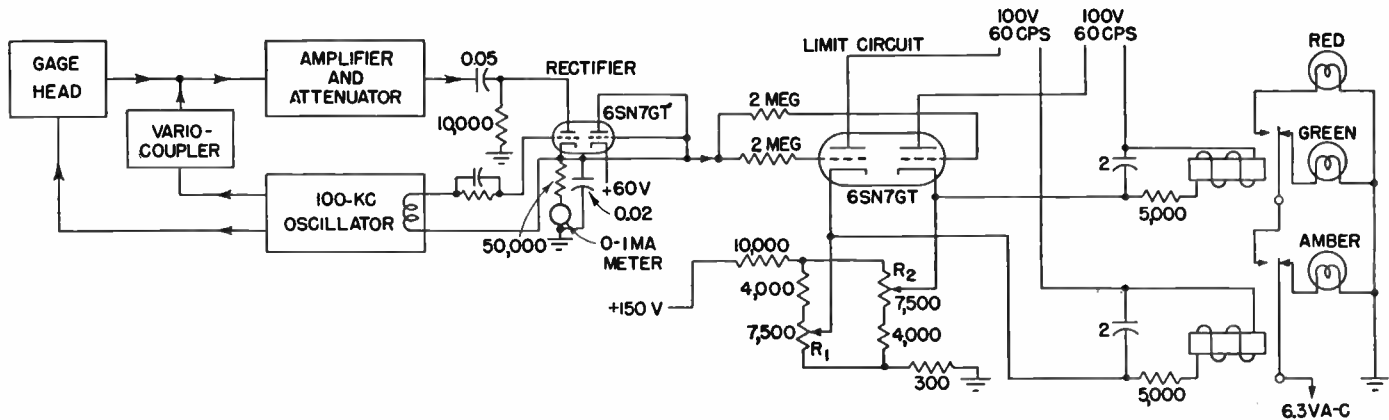 GAGE
HEAD
AMPLIFIER
AND
ATTENUATOR
VARIO-
COUPLER
100-KC
OSCILLATOR
0.05
10,000
RECTIFIER
6SN7GT
+60V
0.02
50,000
0-1MA
METER
2 MEG
2 MEG
LIMIT CIRCUIT
6SN7GT
10,000
+150 V
4,000
7,500
R1
R2
7,500
4,000
300
100V
60 CPS
100V
60 CPS
2
5,000
2
5,000
RED
GREEN
AMBER
6.3VA-C